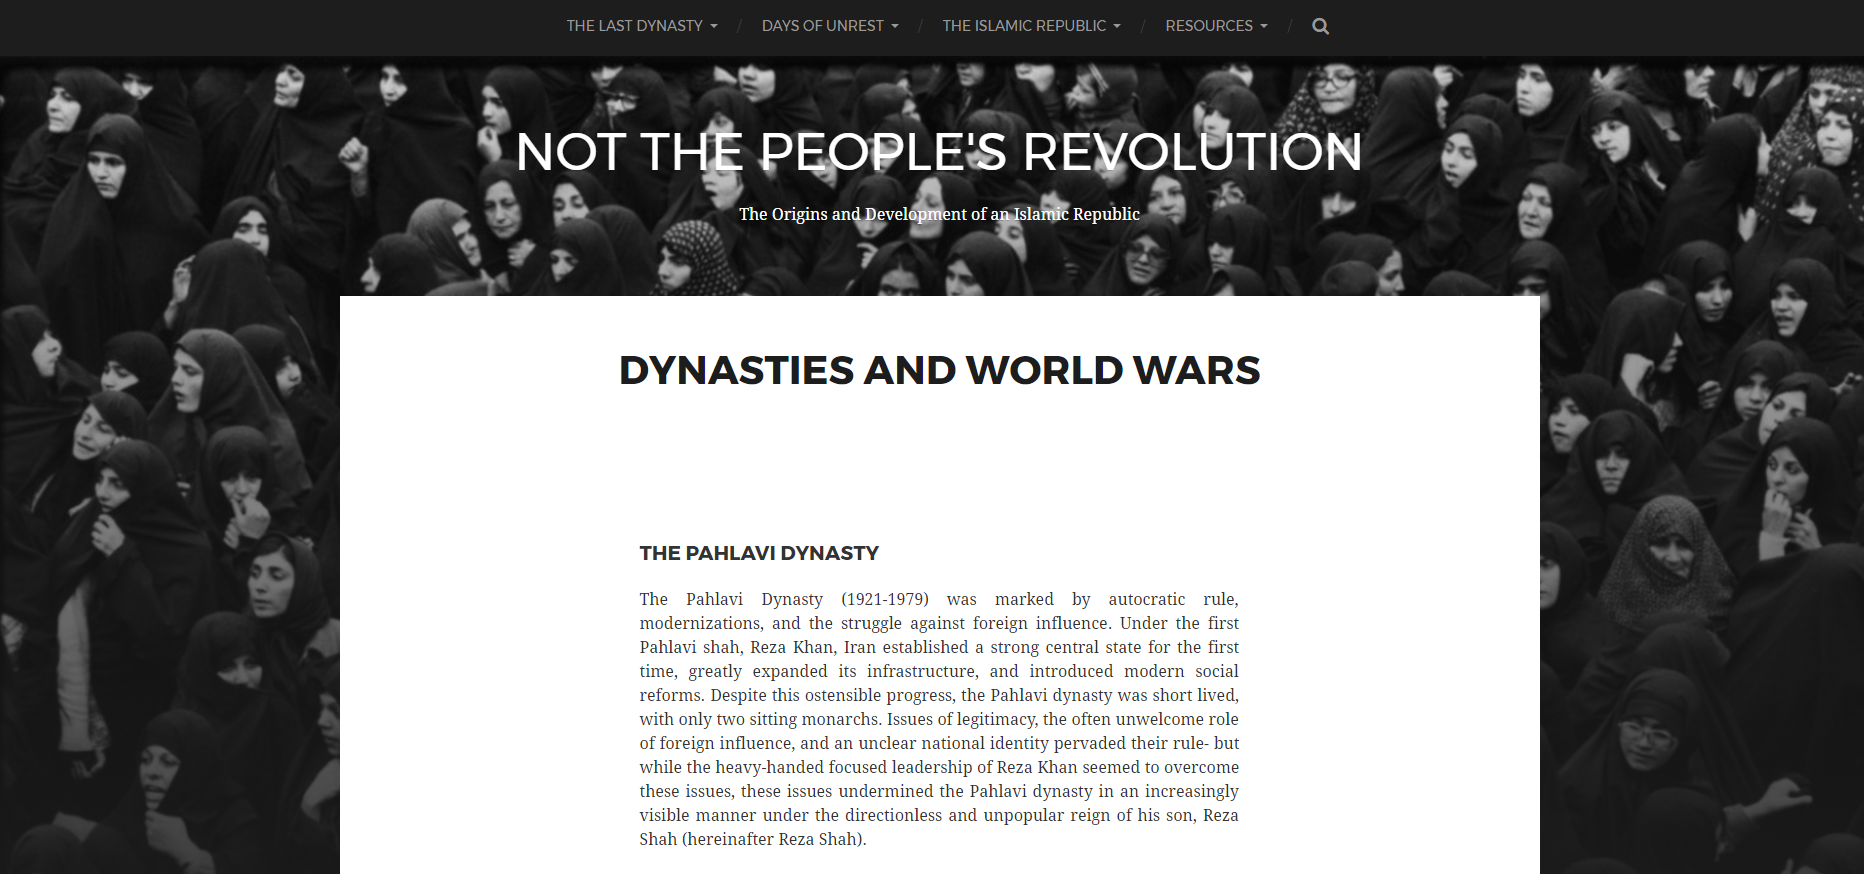 THE LAST DYNASTY / DAYS OF UNREST / THE ISLAMIC REPUBLIC / RESOURCES /
NOT THE PEOPLE'S REVOLUTION
The Origins and Development of an Islamic Republic
DYNASTIES AND WORLD WARS
THE PAHLAVI DYNASTY
The Pahlavi Dynasty (1921-1979) was marked by autocratic rule,
modernizations, and the struggle against foreign influence. Under the first
Pahlavi shah, Reza Khan, Iran established a strong central state for the first
time, greatly expanded its infrastructure, and introduced modern social
reforms. Despite this ostensible progress, the Pahlavi dynasty was short lived,
with only two sitting monarchs. Issues of legitimacy, the often unwelcome role
of foreign influence, and an unclear national identity pervaded their rule- but
while the heavy-handed focused leadership of Reza Khan seemed to overcome
these issues, these issues undermined the Pahlavi dynasty in an increasingly
visible manner under the directionless and unpopular reign of his son, Reza
Shah (hereinafter Reza Shah).